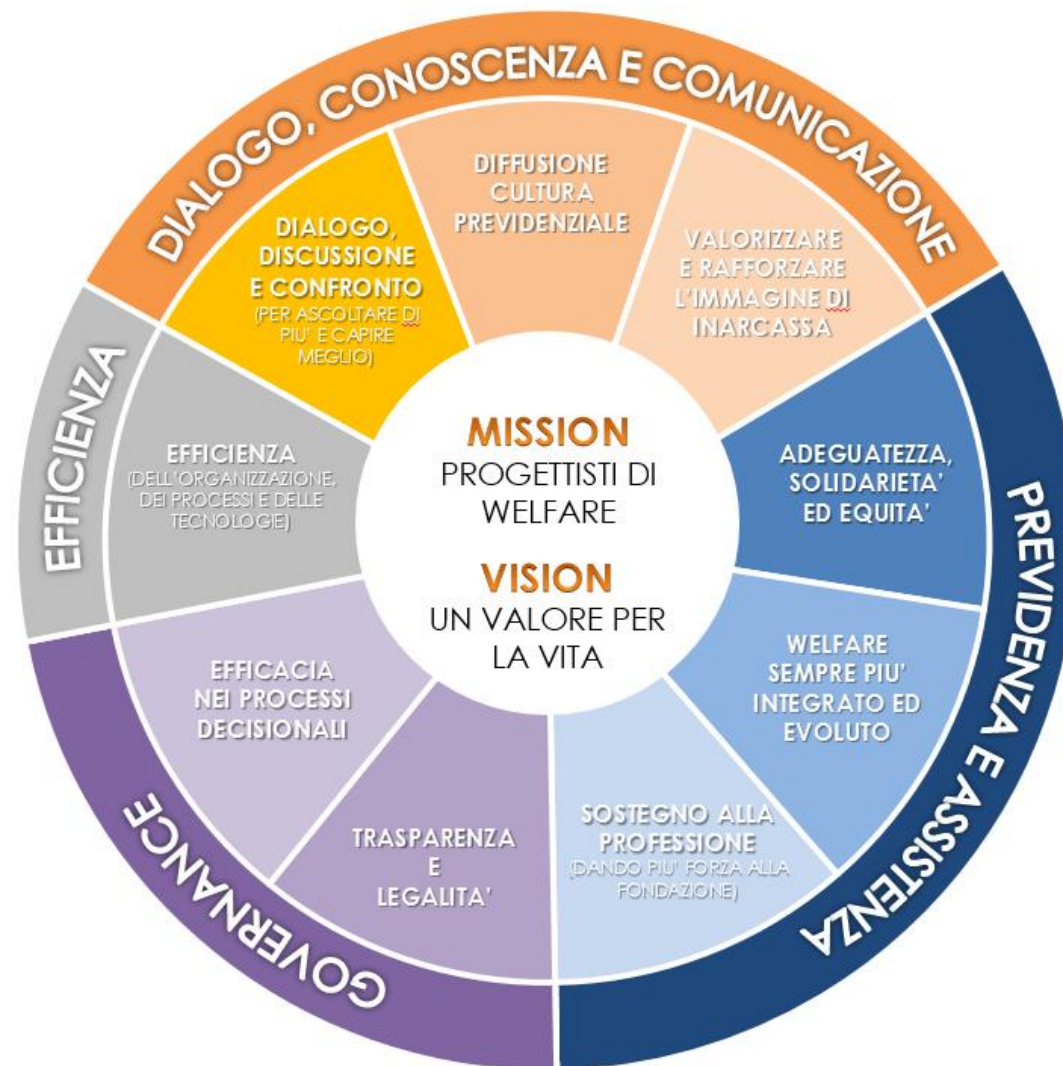 DIALOGO, CONOSCENZA E COMUNICAZIONE
DIALOGO,
DISCUSSIONE
E CONFRONTO
(PER ASCOLTARE DI
PIU' E CAPIRE
MEGLIO)
DIFFUSIONE
CULTURA
PREVIDENZIALE
VALORIZZARE
E RAFFORZARE
L'IMMAGINE DI
INARCASSA
PREVIDENZA E ASSISTENZA
ADEGUATEZZA,
SOLIDARIETA'
ED EQUITA'
WELFARE
SEMPRE PIU'
INTEGRATO ED
EVOLUTO
SOSTEGNO ALLA
PROFESSIONE
(DANDO PIU' FORZA ALLA
FONDAZIONE)
GOVERNANCE
TRASPARENZA
E
LEGALITA'
EFFICACIA
NEI PROCESSI
DECISIONALI
EFFICIENZA
EFFICIENZA
(DELL'ORGANIZZAZIONE,
DEI PROCESSI E DELLE
TECNOLOGIE)
MISSION
PROGETTISTI DI
WELFARE
VISION
UN VALORE PER
LA VITA